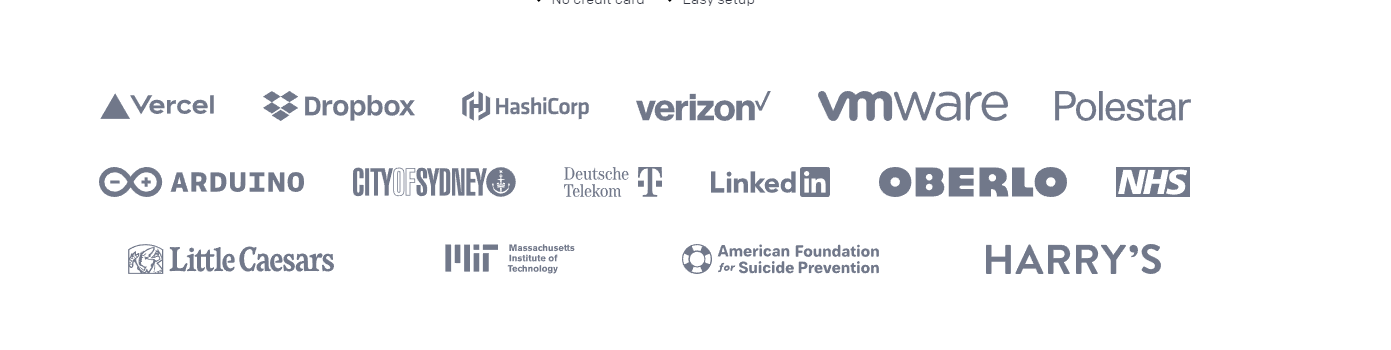 No credit card Easy setup
Vercel Dropbox HashiCorp verizon vmware Polestar
ARDUINO CITYOFSYDNEY Deutsche Telekom T Linkedin OBERLO NHS
Little Caesars MIT Massachusetts Institute of Technology American Foundation for Suicide Prevention HARRY'S